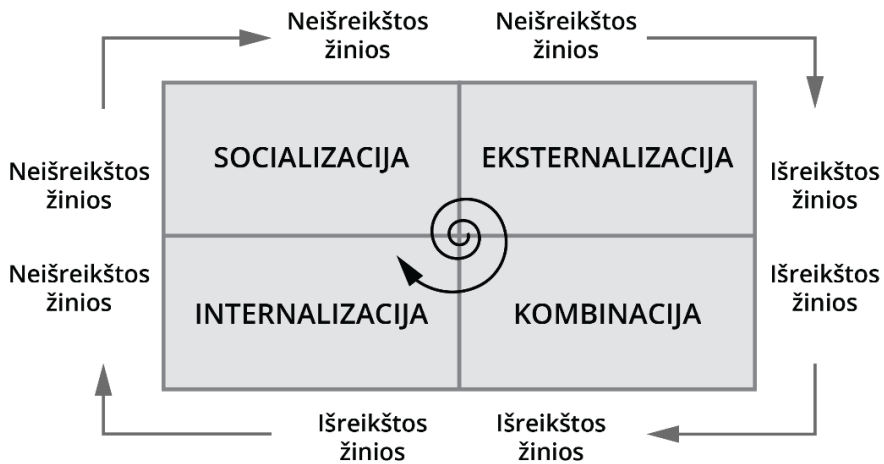 Neišreikštos
žinios
Neišreikštos
žinios
Neišreikštos
žinios
SOCIALIZACIJA
EKSTERNALIZACIJA
Išreikštos
žinios
Neišreikštos
žinios
INTERNALIZACIJA
KOMBINACIJA
Išreikštos
žinios
Išreikštos
žinios
Išreikštos
žinios